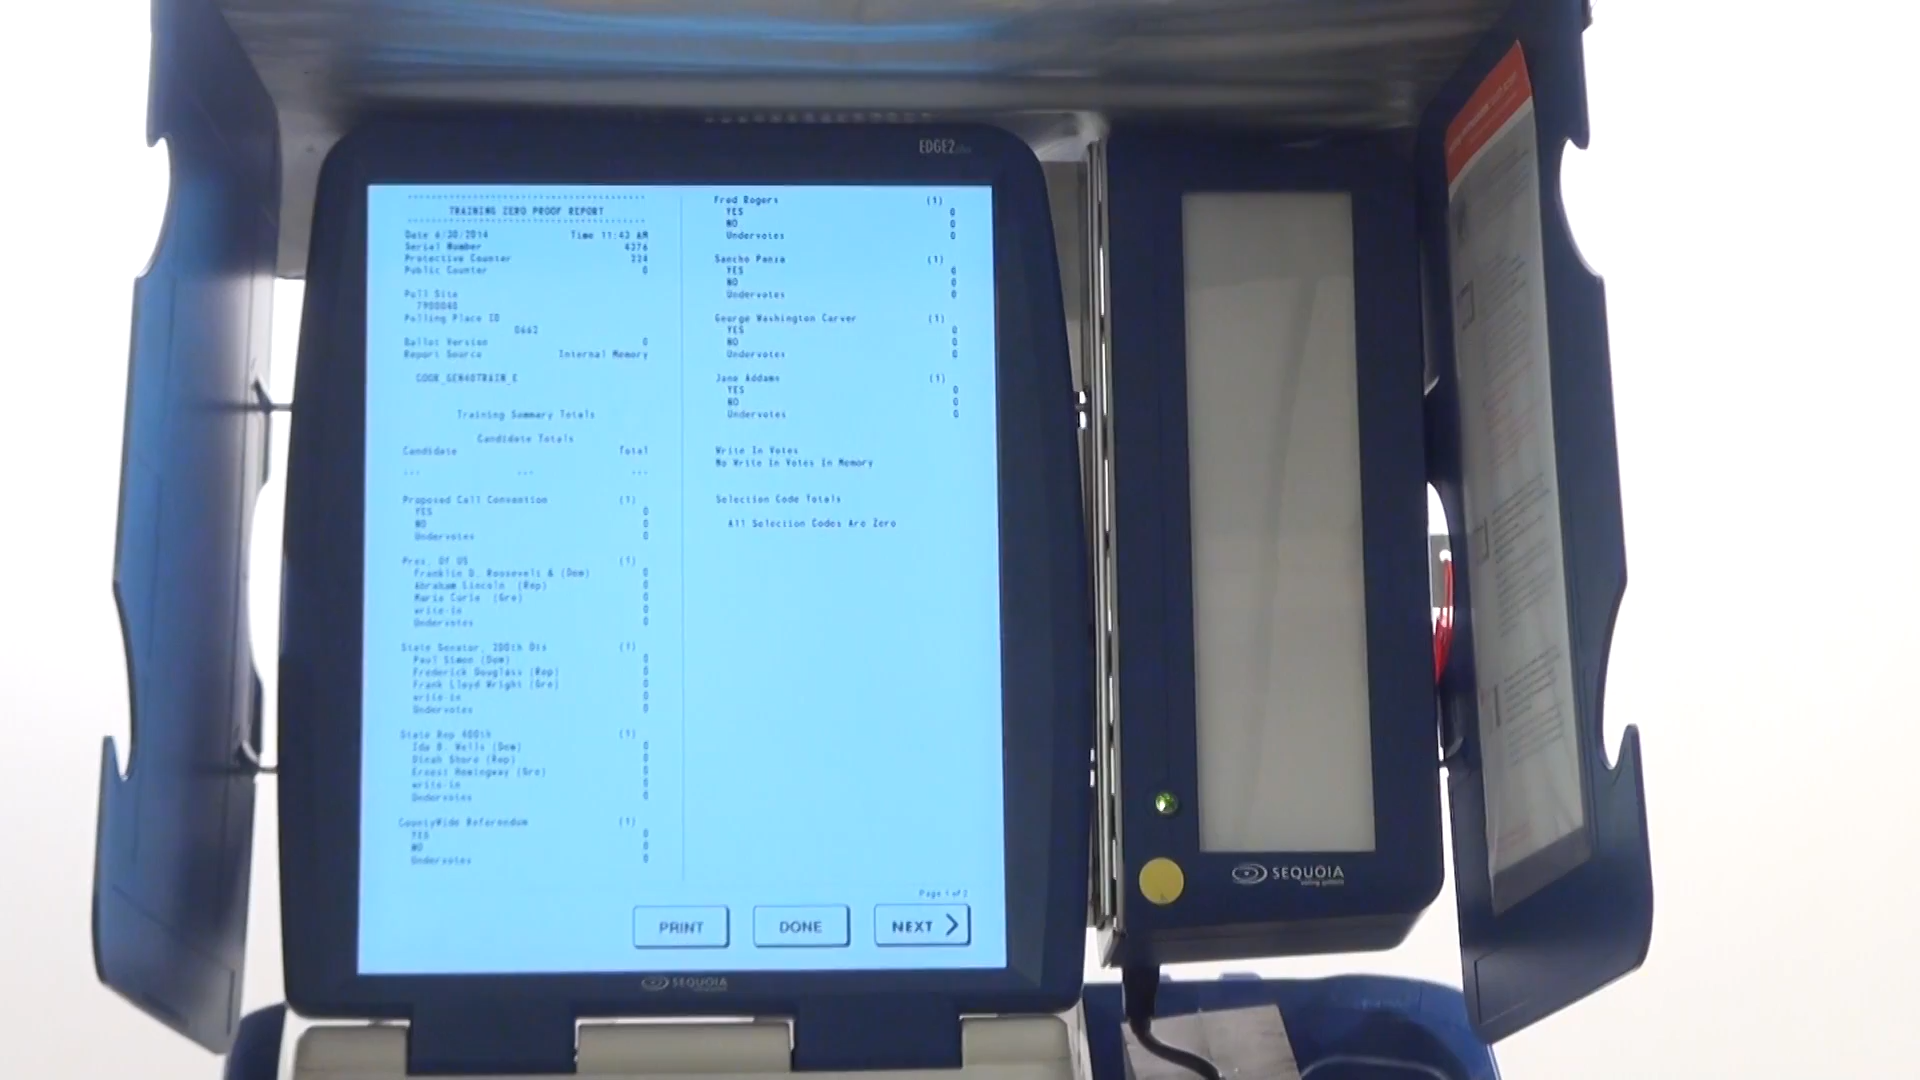 EDGE2plus
TRAINING ZERO PROOF REPORT
Date 6/20/2014 Time 11:43 AM
Serial Number 4376
Protective Counter 224
Public Counter 0
Poll Site
7900040
Polling Place ID
0662
Ballot Version 0
Report Source Internal Memory
COOK_GEN40TRAIN_E
Training Summary Totals
Candidate Totals
Candidate Total
--- --- ---
Proposed Call Convention (1)
YES 0
NO 0
Undervotes 0
Pres. Of US (1)
Franklin D. Roosevelt & (Dem) 0
Abraham Lincoln (Rep) 0
Marie Curie (Gre) 0
write-in 0
Undervotes 0
State Senator, 200th Dis (1)
Paul Simon (Dem) 0
Frederick Douglass (Rep) 0
Frank Lloyd Wright (Gre) 0
write-in 0
Undervotes 0
State Rep 400th (1)
Ida B. Wells (Dem) 0
Dinah Shore (Rep) 0
Ernest Hemingway (Gre) 0
write-in 0
Undervotes 0
CountyWide Referendum (1)
YES 0
NO 0
Undervotes 0
Fred Rogers (1)
YES 0
NO 0
Undervotes 0
Sancho Panza (1)
YES 0
NO 0
Undervotes 0
George Washington Carver (1)
YES 0
NO 0
Undervotes 0
Jane Addams (1)
YES 0
NO 0
Undervotes 0
Write In Votes
No Write In Votes In Memory
Selection Code Totals
All Selection Codes Are Zero
Page 1 of 2
PRINT DONE NEXT >
SEQUOIA
SEQUOIA
voting systems